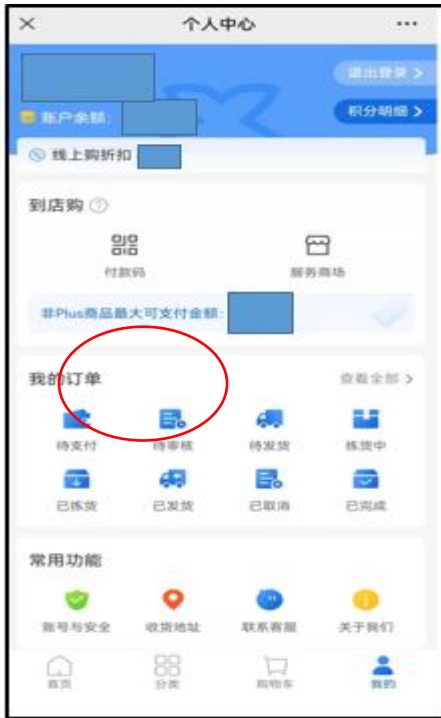 个人中心
退出登录 >
账户余额:
积分明细 >
线上购折扣
到店购
付款码 服务商场
非Plus商品最大可支付金额:
我的订单 查看全部 >
待支付 待审核 待发货 拣货中
已拣货 已发货 已取消 已完成
常用功能
账号与安全 收货地址 联系客服 关于我们
首页 分类 购物车 我的